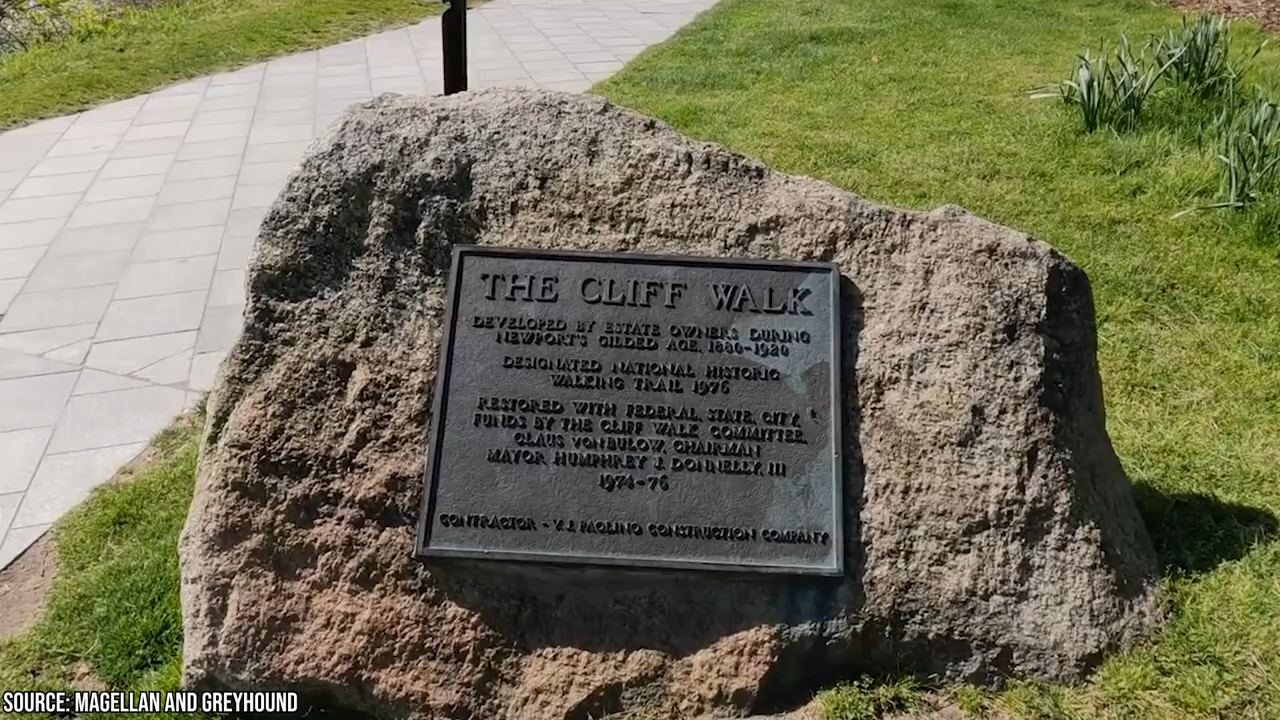 THE CLIFF WALK
DEVELOPED BY ESTATE OWNERS DURING
NEWPORT'S GILDED AGE, 1880-1920
DESIGNATED NATIONAL HISTORIC
WALKING TRAIL 1976
RESTORED WITH FEDERAL, STATE, CITY,
FUNDS BY THE CLIFF WALK COMMITTEE,
CLAUS VONBULOW, CHAIRMAN
MAYOR HUMPHREY J. DONNELLY, III
1974-76
CONTRACTOR - V.J. PAOLINO CONSTRUCTION COMPANY
SOURCE: MAGELLAN AND GREYHOUND